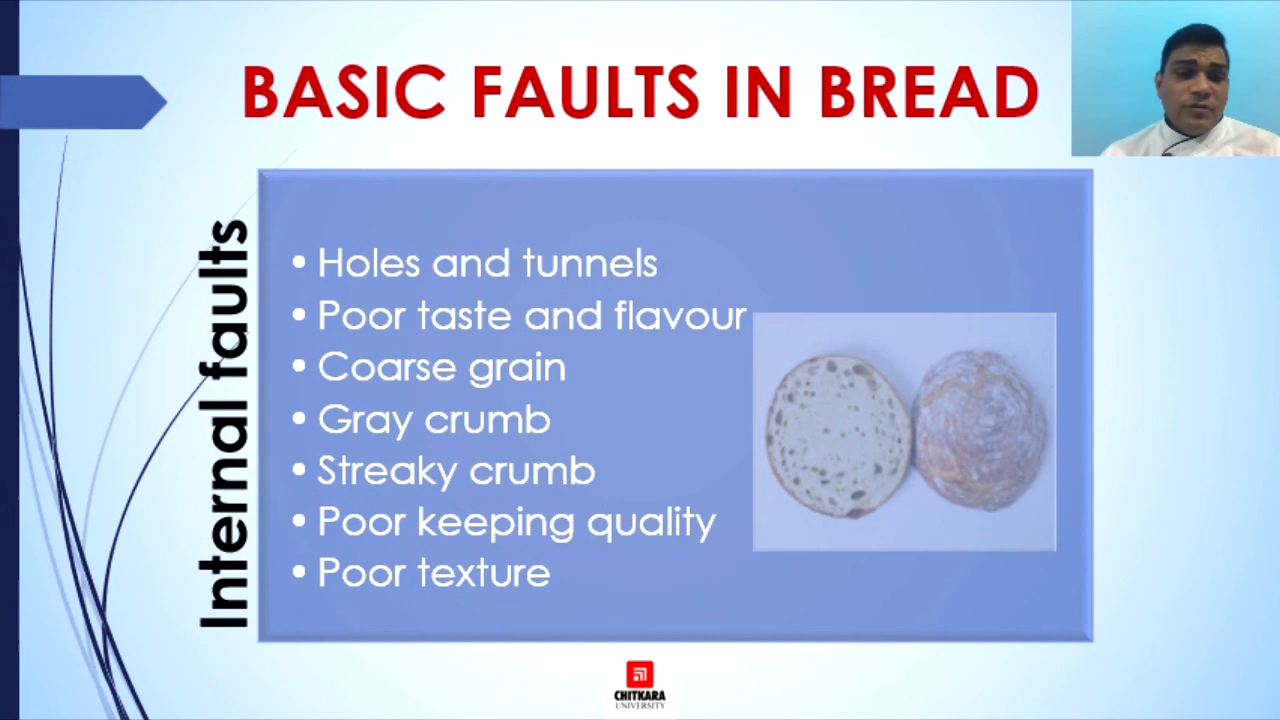 BASIC FAULTS IN BREAD
Internal faults
• Holes and tunnels
• Poor taste and flavour
• Coarse grain
• Gray crumb
• Streaky crumb
• Poor keeping quality
• Poor texture
CHITKARA
UNIVERSITY